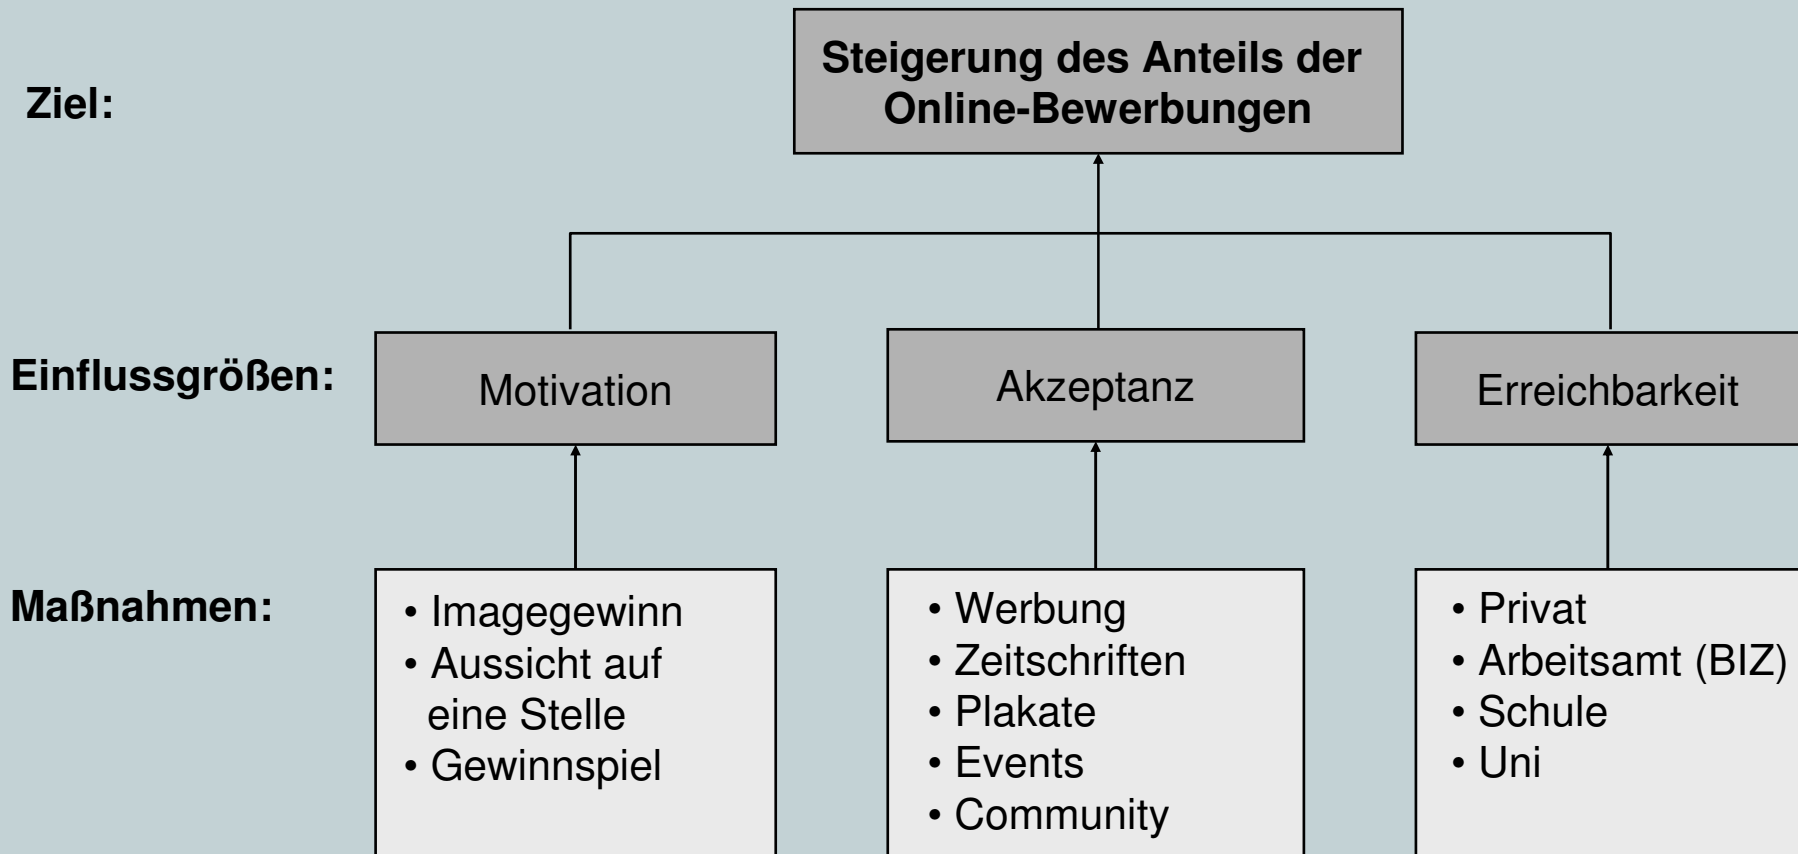 Ziel:
Steigerung des Anteils der
Online-Bewerbungen
Einflussgrößen:
Motivation
Akzeptanz
Erreichbarkeit
Maßnahmen:
• Imagegewinn
• Aussicht auf
eine Stelle
• Gewinnspiel
• Werbung
• Zeitschriften
• Plakate
• Events
• Community
• Privat
• Arbeitsamt (BIZ)
• Schule
• Uni